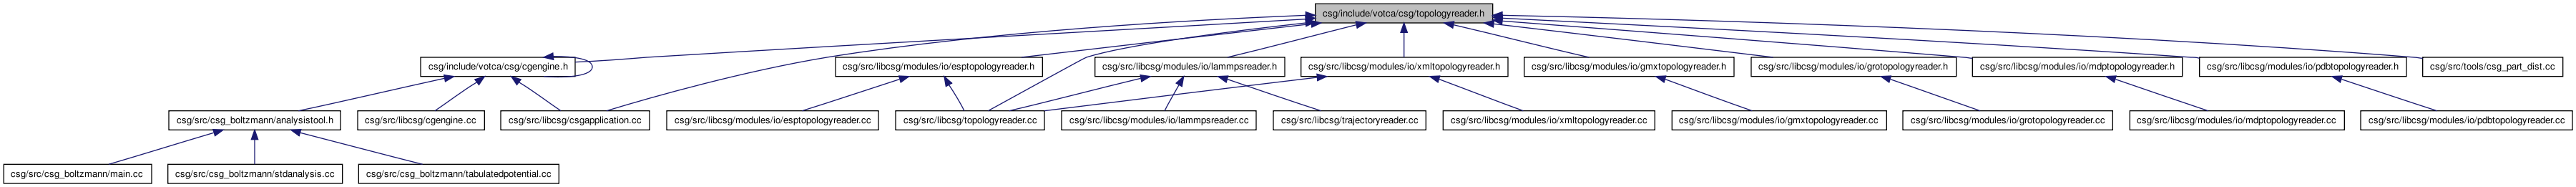 csg/include/votca/csg/topologyreader.h
csg/include/votca/csg/cgengine.h
csg/src/libcsg/modules/io/esptopologyreader.h
csg/src/libcsg/modules/io/lammpsreader.h
csg/src/libcsg/modules/io/xmltopologyreader.h
csg/src/libcsg/modules/io/gmxtopologyreader.h
csg/src/libcsg/modules/io/grotopologyreader.h
csg/src/libcsg/modules/io/mdptopologyreader.h
csg/src/libcsg/modules/io/pdbtopologyreader.h
csg/src/tools/csg_part_dist.cc
csg/src/csg_boltzmann/analysistool.h
csg/src/libcsg/cgengine.cc
csg/src/libcsg/csgapplication.cc
csg/src/libcsg/modules/io/esptopologyreader.cc
csg/src/libcsg/topologyreader.cc
csg/src/libcsg/modules/io/lammpsreader.cc
csg/src/libcsg/trajectoryreader.cc
csg/src/libcsg/modules/io/xmltopologyreader.cc
csg/src/libcsg/modules/io/gmxtopologyreader.cc
csg/src/libcsg/modules/io/grotopologyreader.cc
csg/src/libcsg/modules/io/mdptopologyreader.cc
csg/src/libcsg/modules/io/pdbtopologyreader.cc
csg/src/csg_boltzmann/main.cc
csg/src/csg_boltzmann/stdanalysis.cc
csg/src/csg_boltzmann/tabulatedpotential.cc